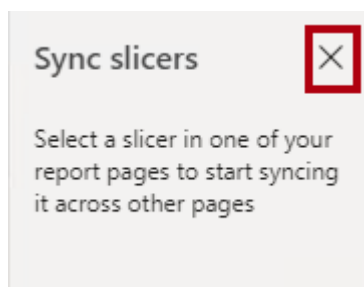 Sync slicers
Select a slicer in one of your
report pages to start syncing
it across other pages